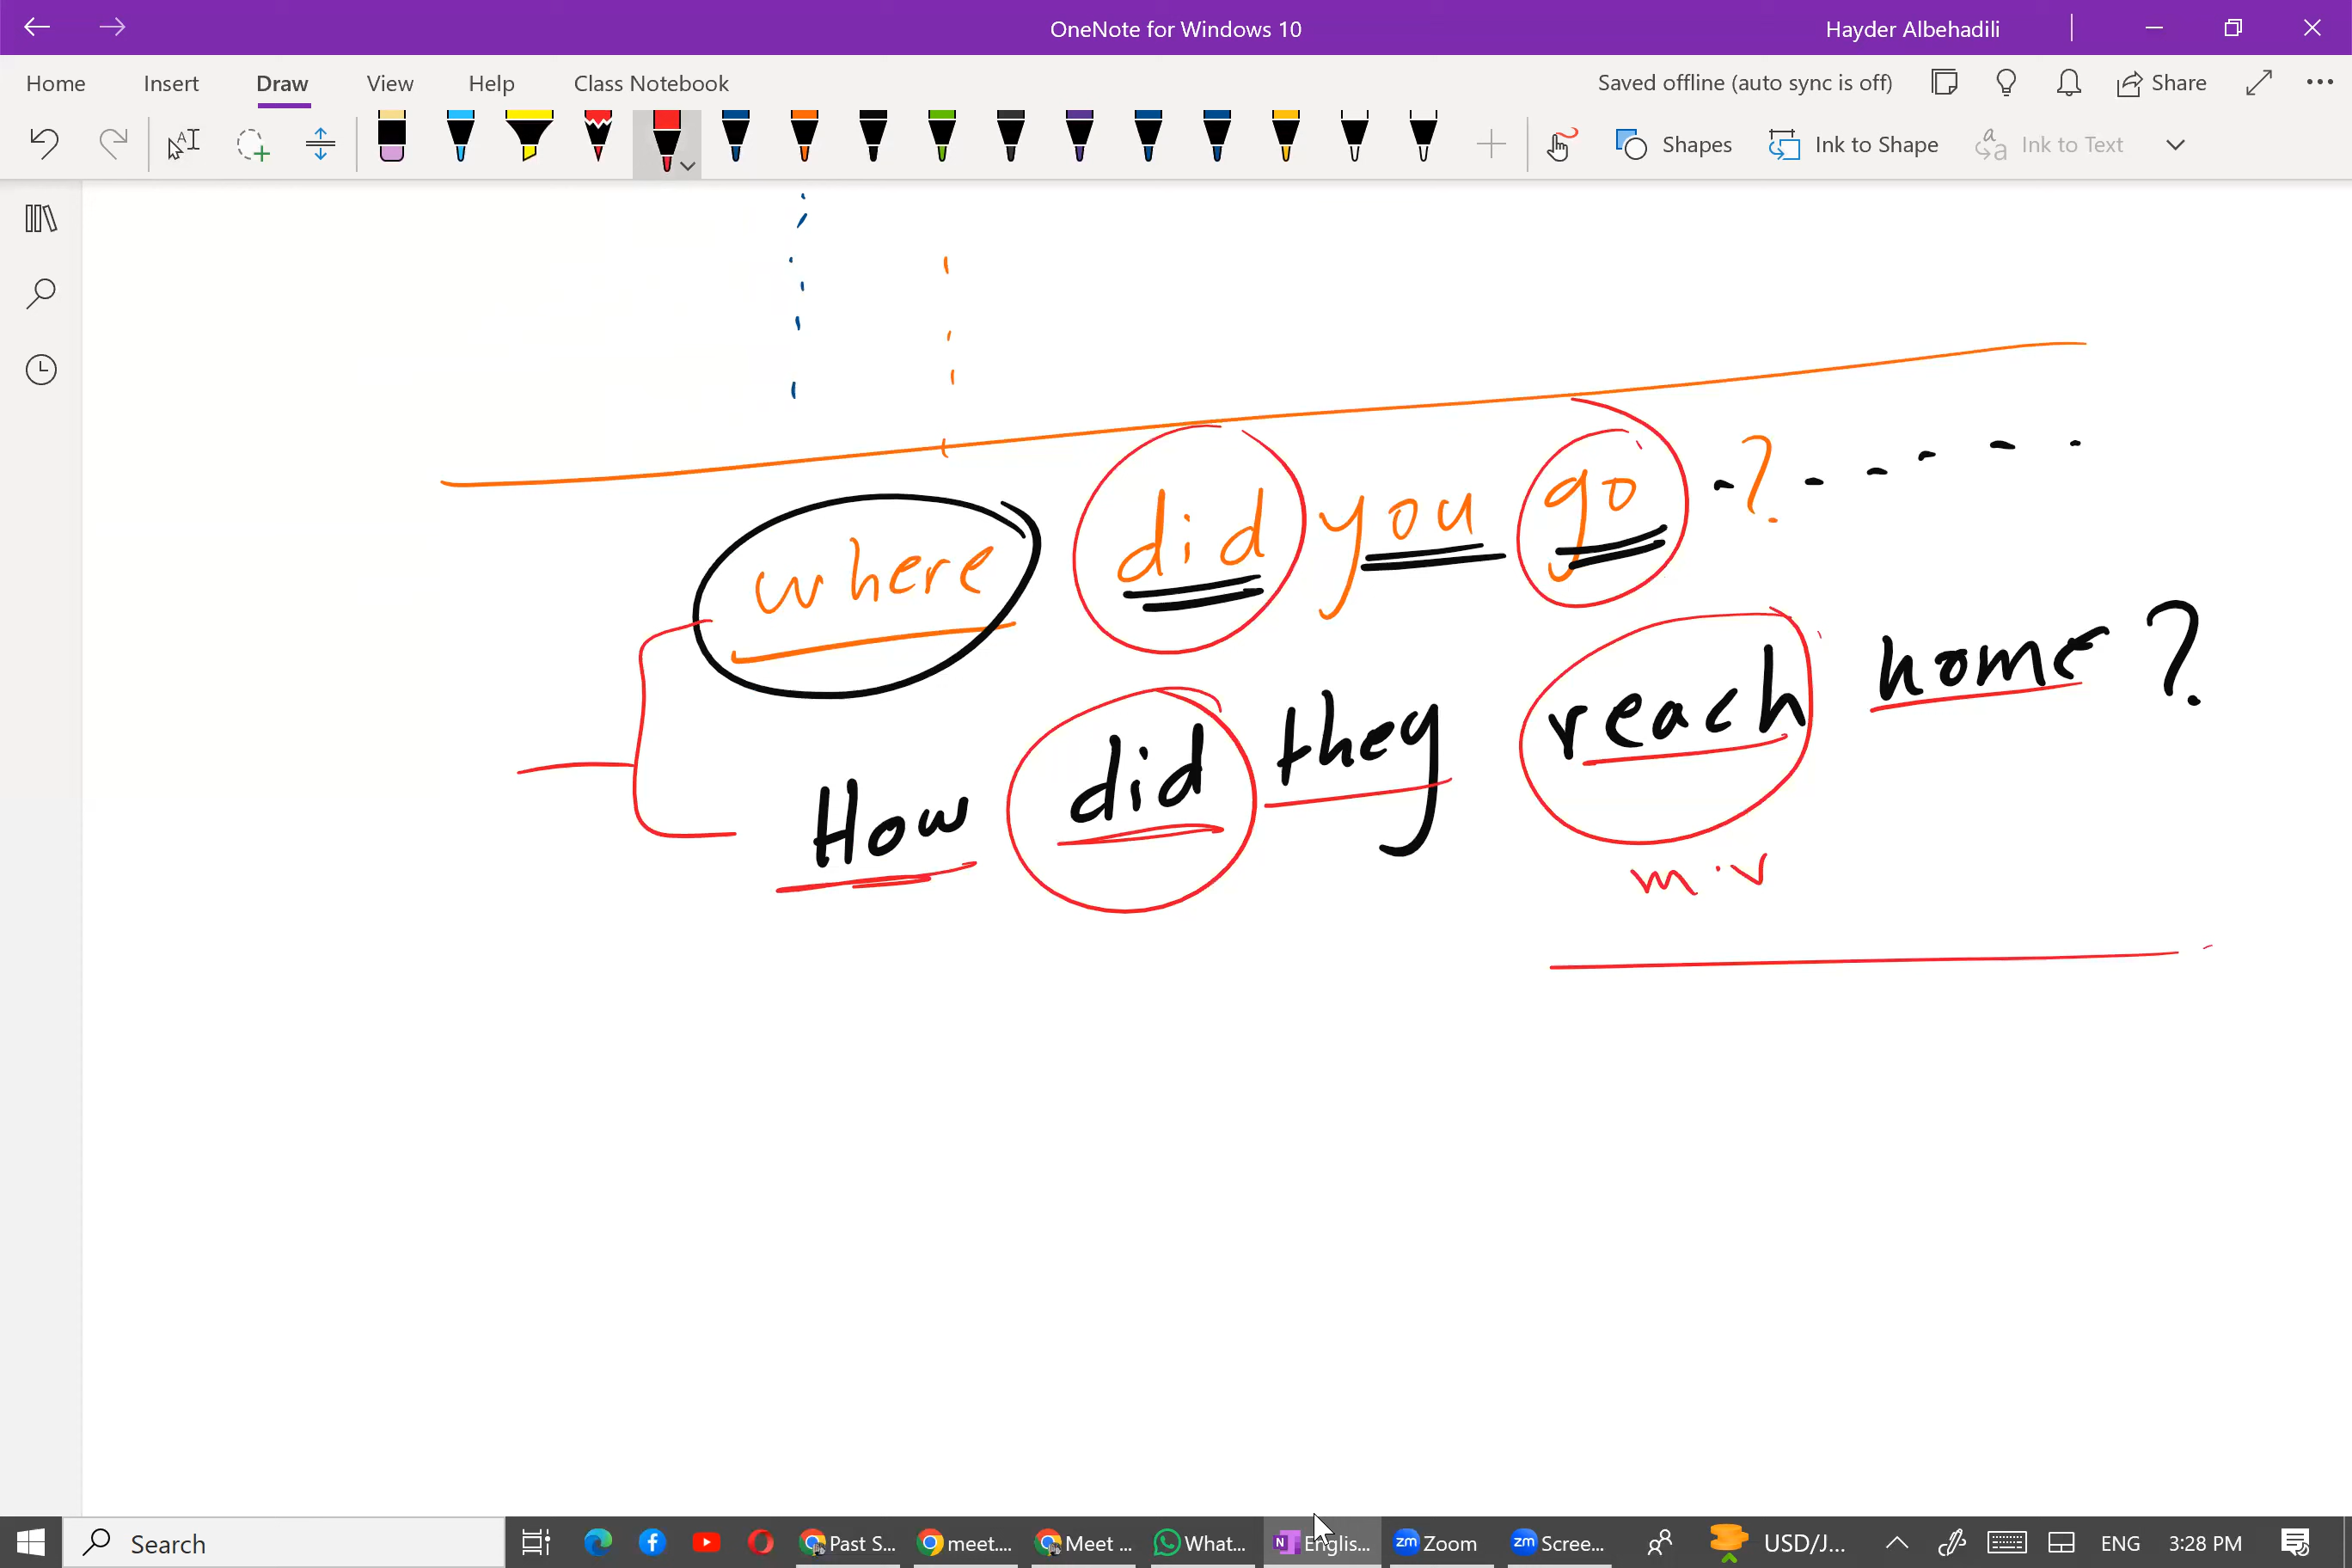 OneNote for Windows 10
Hayder Albehadili
Home Insert Draw View Help Class Notebook
Saved offline (auto sync is off)
Share
Shapes
Ink to Shape
Ink to Text
where did you go ?
How did they reach home ?
m.v
Search
Past S...
meet....
Meet ...
What...
Englis...
Zoom
Scree...
USD/J...
ENG
3:28 PM